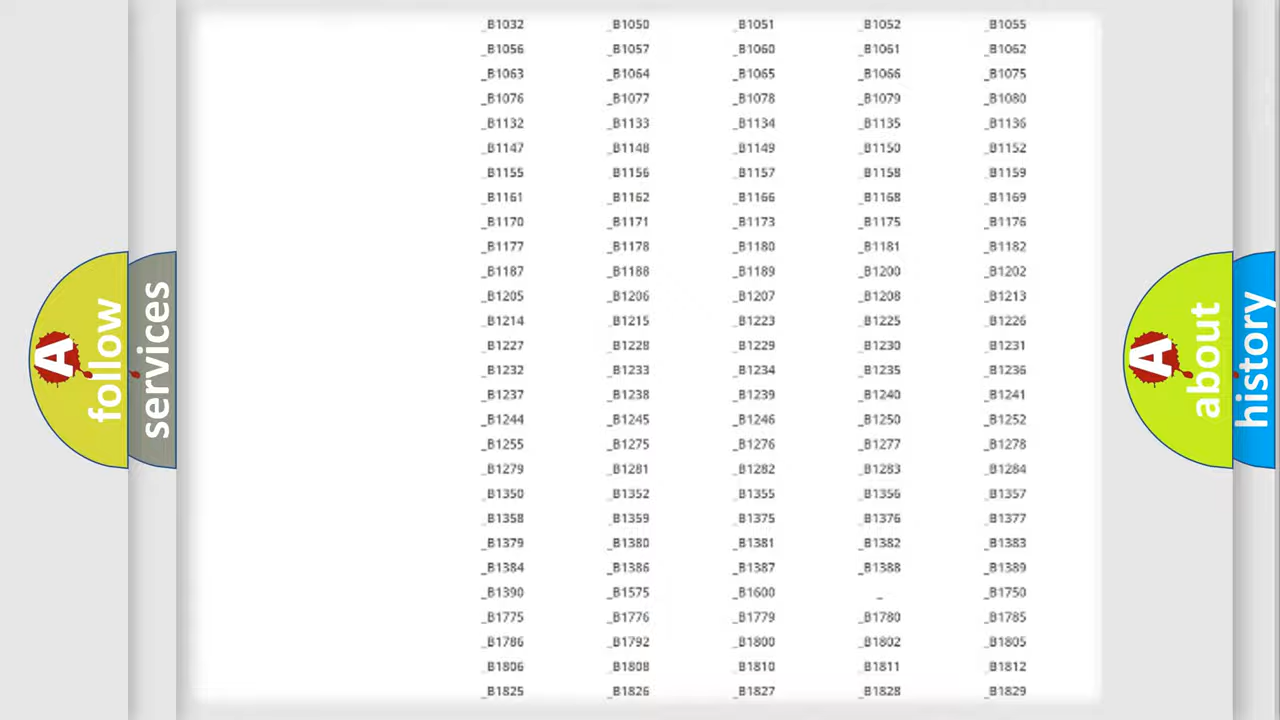 _B1032 _B1050 _B1051 _B1052 _B1055
_B1056 _B1057 _B1060 _B1061 _B1062
_B1063 _B1064 _B1065 _B1066 _B1075
_B1076 _B1077 _B1078 _B1079 _B1080
_B1132 _B1133 _B1134 _B1135 _B1136
_B1147 _B1148 _B1149 _B1150 _B1152
_B1155 _B1156 _B1157 _B1158 _B1159
_B1161 _B1162 _B1166 _B1168 _B1169
_B1170 _B1171 _B1173 _B1175 _B1176
_B1177 _B1178 _B1180 _B1181 _B1182
_B1187 _B1188 _B1189 _B1200 _B1202
_B1205 _B1206 _B1207 _B1208 _B1213
_B1214 _B1215 _B1223 _B1225 _B1226
_B1227 _B1228 _B1229 _B1230 _B1231
_B1232 _B1233 _B1234 _B1235 _B1236
_B1237 _B1238 _B1239 _B1240 _B1241
_B1244 _B1245 _B1246 _B1250 _B1252
_B1255 _B1275 _B1276 _B1277 _B1278
_B1279 _B1281 _B1282 _B1283 _B1284
_B1350 _B1352 _B1355 _B1356 _B1357
_B1358 _B1359 _B1375 _B1376 _B1377
_B1379 _B1380 _B1381 _B1382 _B1383
_B1384 _B1386 _B1387 _B1388 _B1389
_B1390 _B1575 _B1600 _ _B1750
_B1775 _B1776 _B1779 _B1780 _B1785
_B1786 _B1792 _B1800 _B1802 _B1805
_B1806 _B1808 _B1810 _B1811 _B1812
_B1825 _B1826 _B1827 _B1828 _B1829
A
follow
services
A
about
history